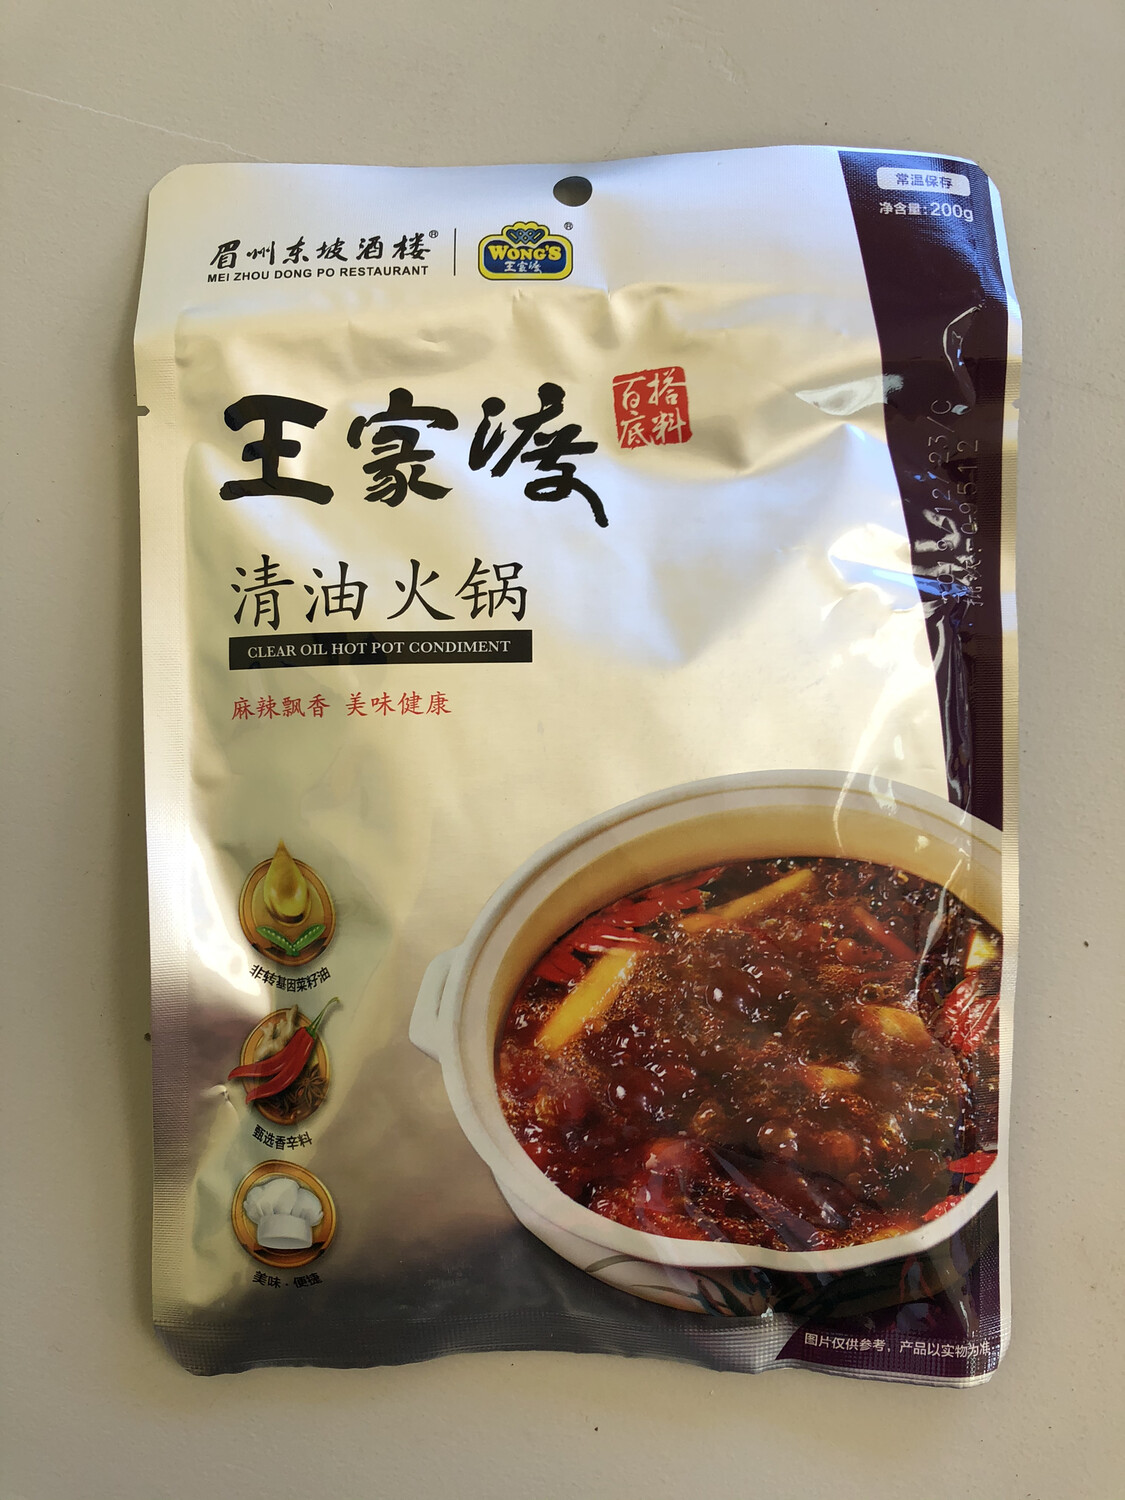 常温保存
净含量:200g
眉州东坡酒楼®
MEI ZHOU DONG PO RESTAURANT
WONG'S®
王家渡
王家渡
百搭
底料
清油火锅
CLEAR OIL HOT POT CONDIMENT
麻辣飘香 美味健康
非转基因菜籽油
甄选香辛料
美味·便捷
图片仅供参考，产品以实物为准